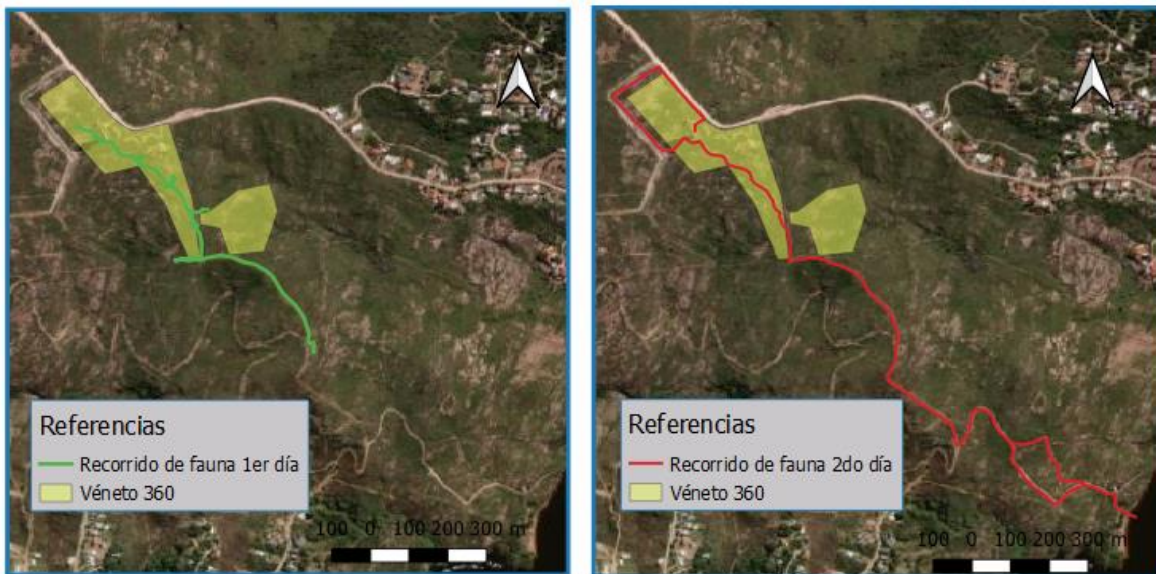 Referencias
Recorrido de fauna 1er día
Véneto 360
100 0 100 200 300 m
Referencias
Recorrido de fauna 2do día
Véneto 360
100 0 100 200 300 m